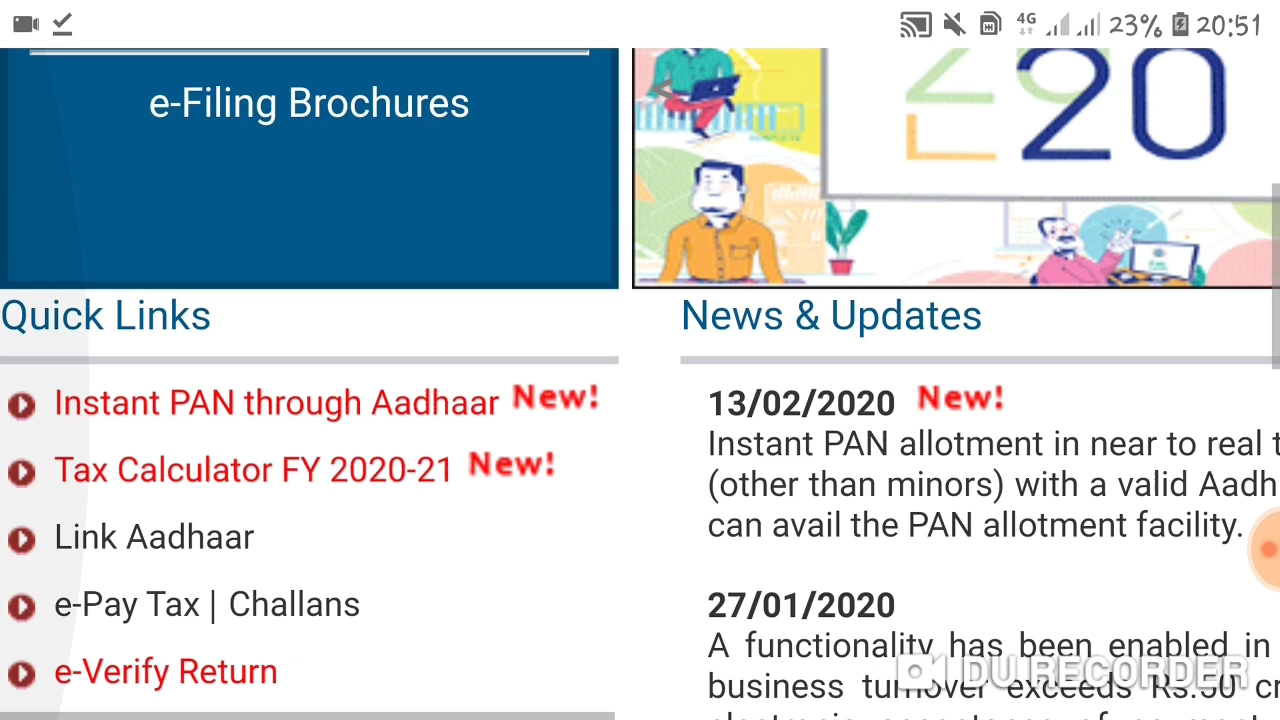 4G 23% 20:51
e-Filing Brochures
20
Quick Links
Instant PAN through Aadhaar New!
Tax Calculator FY 2020-21 New!
Link Aadhaar
e-Pay Tax | Challans
e-Verify Return
News & Updates
13/02/2020 New!
Instant PAN allotment in near to real t
(other than minors) with a valid Aadh
can avail the PAN allotment facility.
27/01/2020
A functionality has been enabled in
business turnover exceeds Rs.50 cr
DU RECORDER